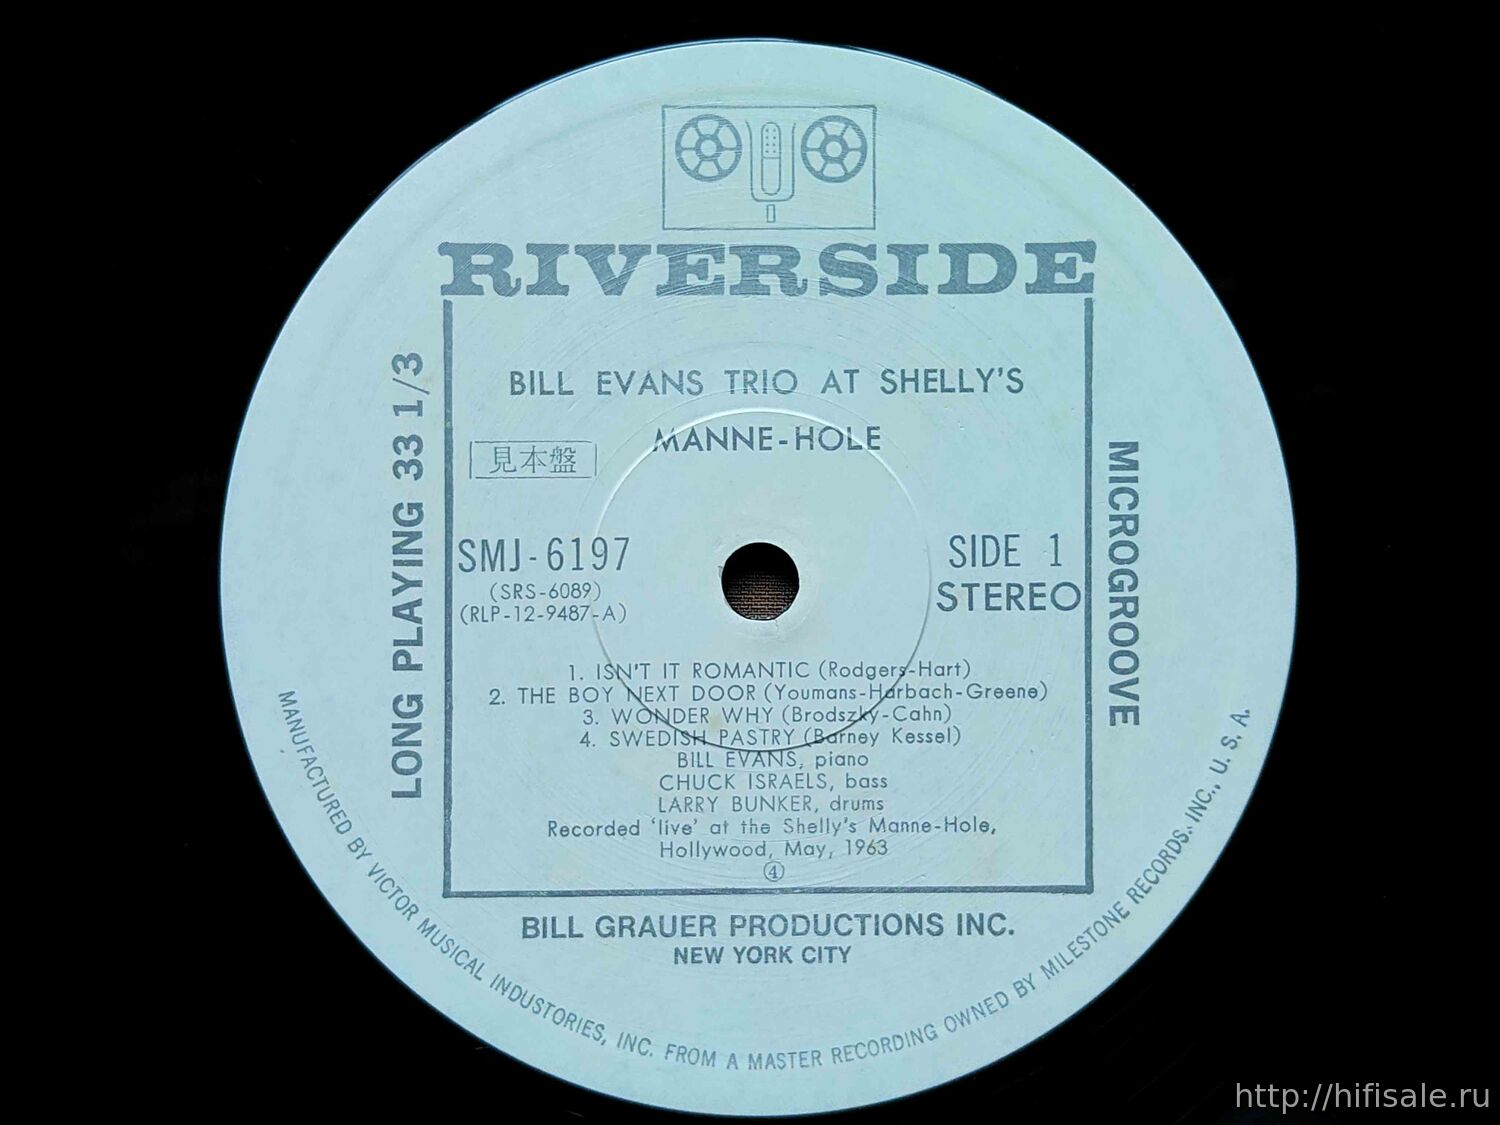 RIVERSIDE
BILL EVANS TRIO AT SHELLY'S
MANNE-HOLE
見本盤
LONG PLAYING 33 1/3
MICROGROOVE
SMJ-6197
(SRS-6089)
(RLP-12-9487-A)
SIDE 1
STEREO
1. ISN'T IT ROMANTIC (Rodgers-Hart)
2. THE BOY NEXT DOOR (Youmans-Harbach-Greene)
3. WONDER WHY (Brodszky-Cahn)
4. SWEDISH PASTRY (Barney Kessel)
BILL EVANS, piano
CHUCK ISRAELS, bass
LARRY BUNKER, drums
Recorded 'live' at the Shelly's Manne-Hole,
Hollywood, May, 1963
④
BILL GRAUER PRODUCTIONS INC.
NEW YORK CITY
MANUFACTURED BY VICTOR MUSICAL INDUSTORIES, INC. FROM A MASTER RECORDING OWNED BY MILESTONE RECORDS. INC., U. S. A.
http://hifisale.ru